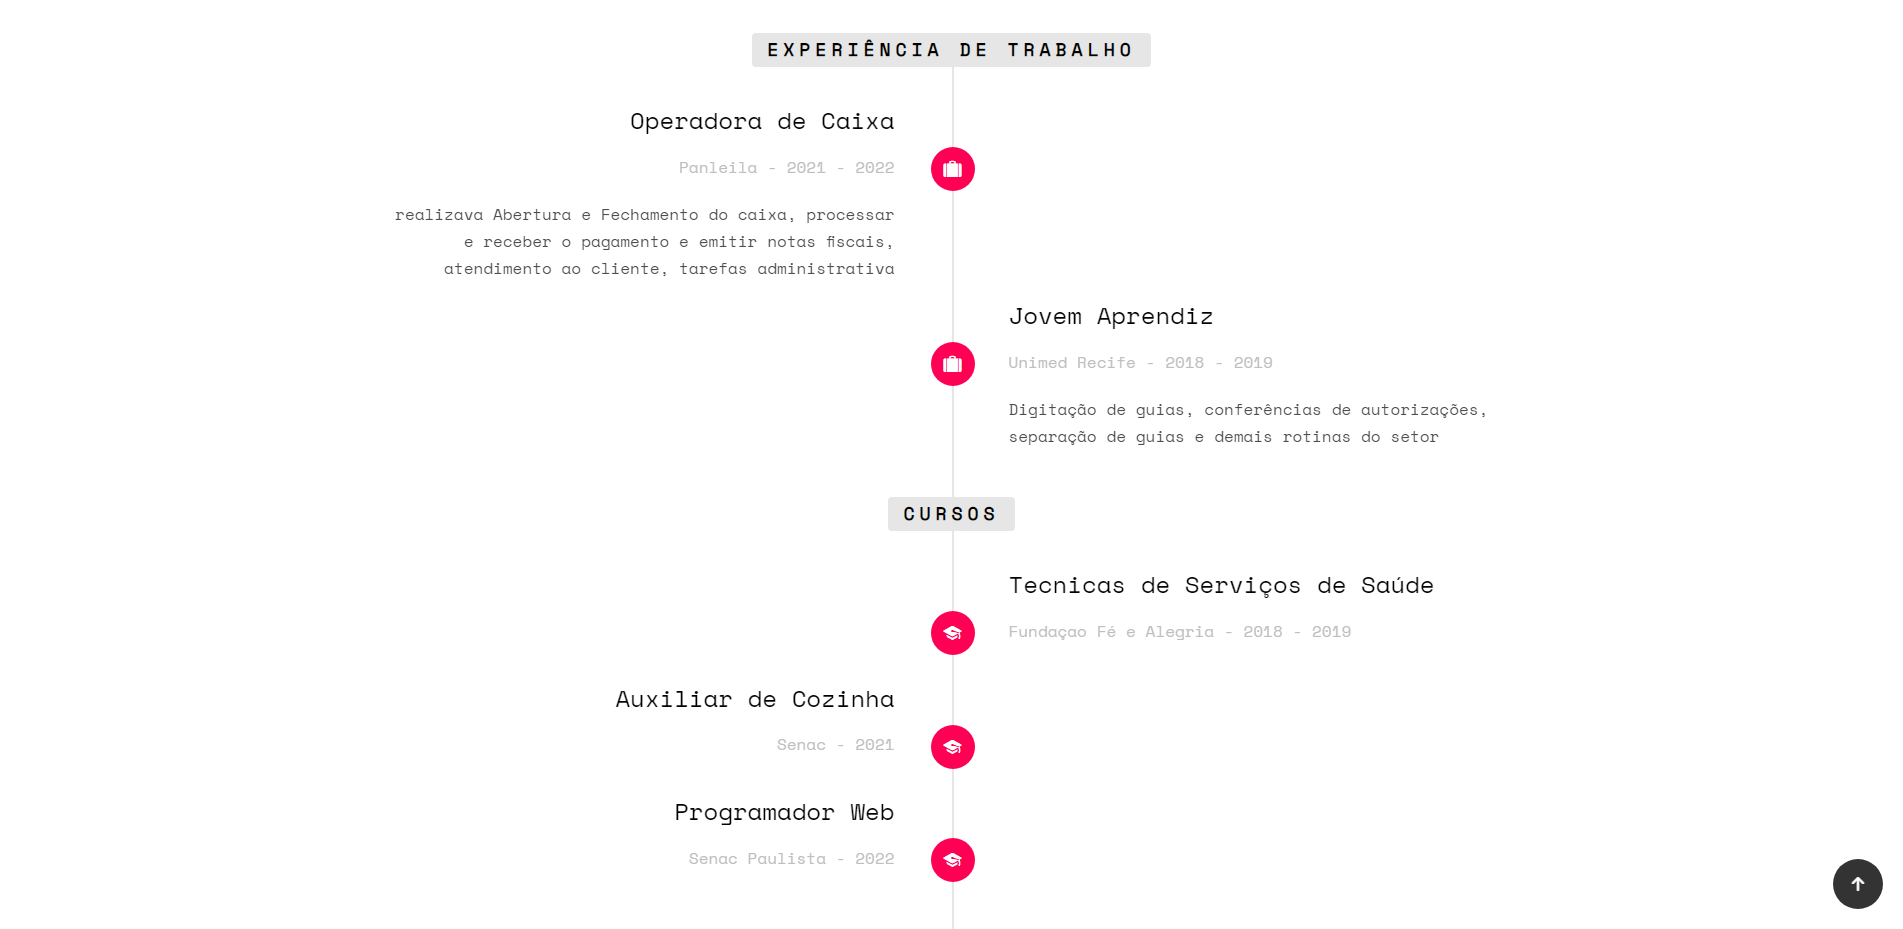 EXPERIÊNCIA DE TRABALHO
Operadora de Caixa
Panleila - 2021 - 2022
realizava Abertura e Fechamento do caixa, processar
e receber o pagamento e emitir notas fiscais,
atendimento ao cliente, tarefas administrativa
Jovem Aprendiz
Unimed Recife - 2018 - 2019
Digitação de guias, conferências de autorizações,
separação de guias e demais rotinas do setor
CURSOS
Tecnicas de Serviços de Saúde
Fundaçao Fé e Alegria - 2018 - 2019
Auxiliar de Cozinha
Senac - 2021
Programador Web
Senac Paulista - 2022